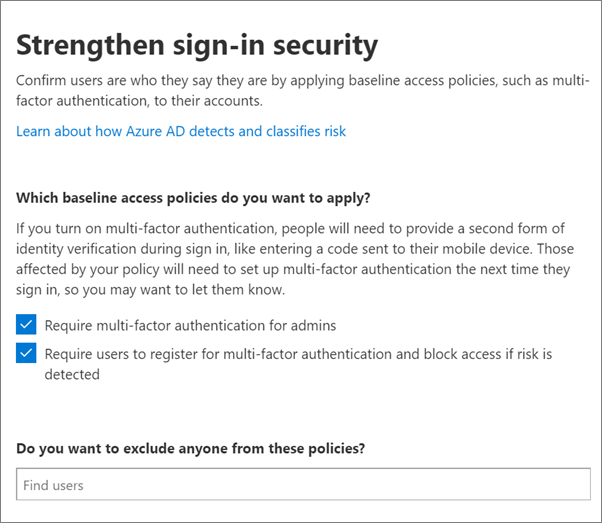 Strengthen sign-in security
Confirm users are who they say they are by applying baseline access policies, such as multi-
factor authentication, to their accounts.
Learn about how Azure AD detects and classifies risk
Which baseline access policies do you want to apply?
If you turn on multi-factor authentication, people will need to provide a second form of
identity verification during sign in, like entering a code sent to their mobile device. Those
affected by your policy will need to set up multi-factor authentication the next time they
sign in, so you may want to let them know.
Require multi-factor authentication for admins
Require users to register for multi-factor authentication and block access if risk is
detected
Do you want to exclude anyone from these policies?
Find users